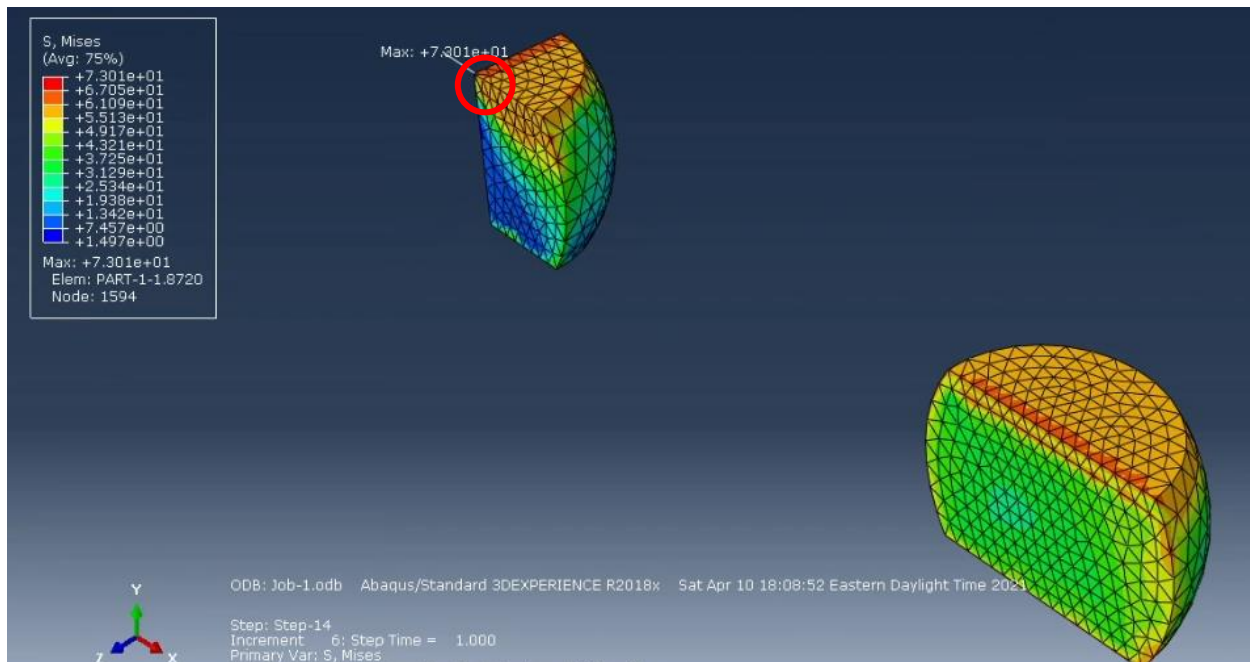 S, Mises
(Avg: 75%)
+7.301e+01
+6.705e+01
+6.109e+01
+5.513e+01
+4.917e+01
+4.321e+01
+3.725e+01
+3.129e+01
+2.534e+01
+1.938e+01
+1.342e+01
+7.457e+00
+1.497e+00
Max: +7.301e+01
Elem: PART-1-1.8720
Node: 1594
Max: +7.301e+01
Y
Z X
ODB: Job-1.odb Abaqus/Standard 3DEXPERIENCE R2018x Sat Apr 10 18:08:52 Eastern Daylight Time 2021
Step: Step-14
Increment 6: Step Time = 1.000
Primary Var: S, Mises